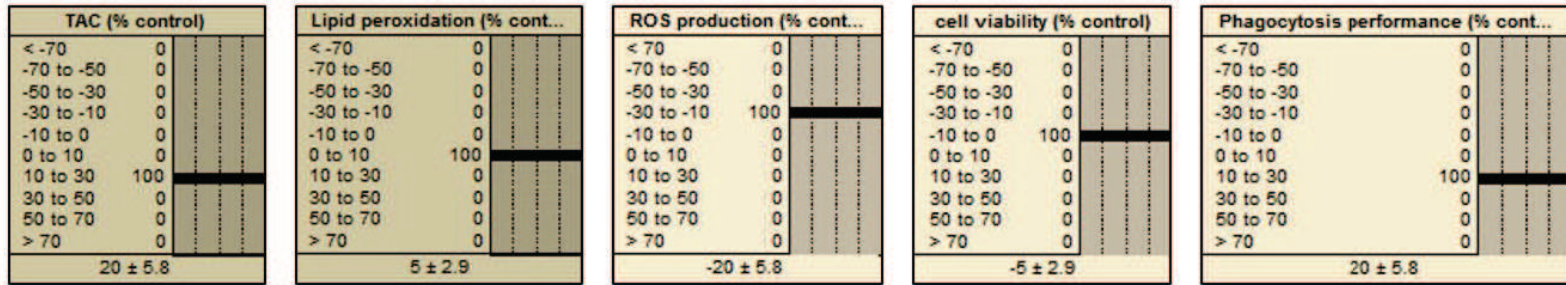 TAC (% control)
< -70 0
-70 to -50 0
-50 to -30 0
-30 to -10 0
-10 to 0 0
0 to 10 0
10 to 30 100
30 to 50 0
50 to 70 0
> 70 0
20 ± 5.8
Lipid peroxidation (% cont...
< -70 0
-70 to -50 0
-50 to -30 0
-30 to -10 0
-10 to 0 0
0 to 10 100
10 to 30 0
30 to 50 0
50 to 70 0
> 70 0
5 ± 2.9
ROS production (% cont...
< 70 0
-70 to -50 0
-50 to -30 0
-30 to -10 100
-10 to 0 0
0 to 10 0
10 to 30 0
30 to 50 0
50 to 70 0
> 70 0
-20 ± 5.8
cell viability (% control)
< -70 0
-70 to -50 0
-50 to -30 0
-30 to -10 0
-10 to 0 100
0 to 10 0
10 to 30 0
30 to 50 0
50 to 70 0
> 70 0
-5 ± 2.9
Phagocytosis performance (% cont...
< -70 0
-70 to -50 0
-50 to -30 0
-30 to -10 0
-10 to 0 0
0 to 10 0
10 to 30 100
30 to 50 0
50 to 70 0
> 70 0
20 ± 5.8